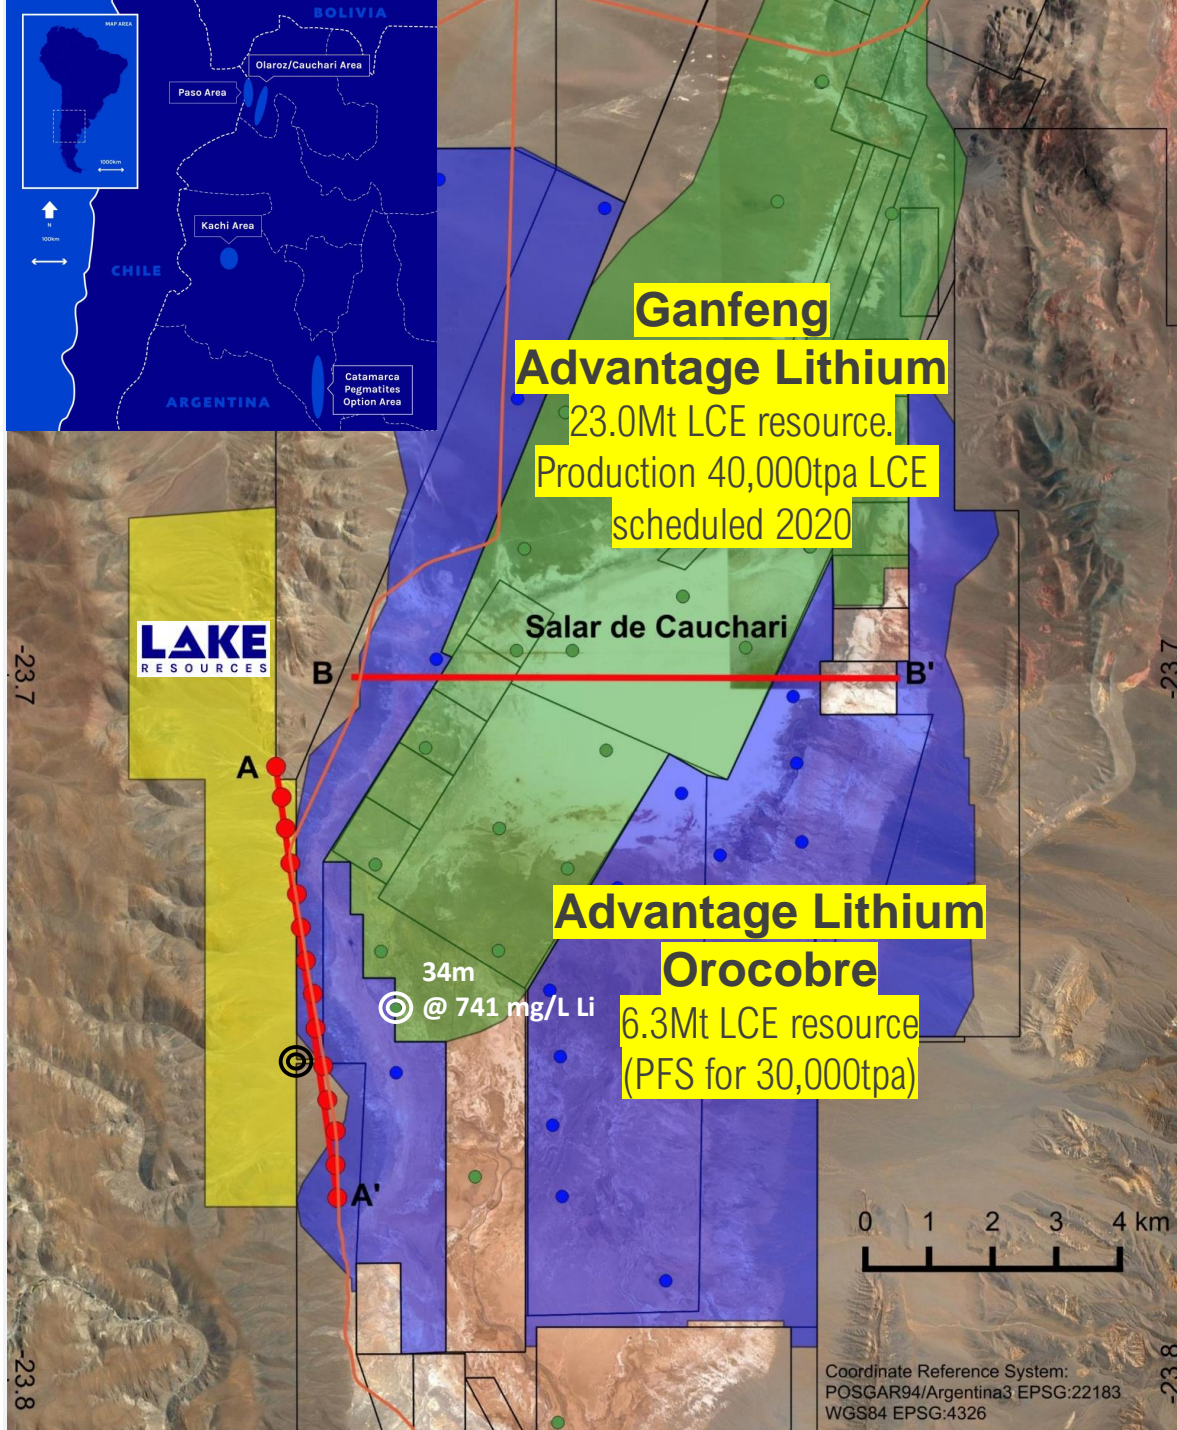 BOLIVIA
MAP AREA
Olaroz/Cauchari Area
Paso Area
1000km
N
100km
Kachi Area
CHILE
Catamarca
Pegmatites
Option Area
ARGENTINA
Ganfeng
Advantage Lithium
23.0Mt LCE resource.
Production 40,000tpa LCE
scheduled 2020
Salar de Cauchari
LAKE
RESOURCES
-23.7
-23.7
B
B'
A
Advantage Lithium
Orocobre
6.3Mt LCE resource
(PFS for 30,000tpa)
34m
@ 741 mg/L Li
A'
0 1 2 3 4 km
-23.8
-23.8
Coordinate Reference System:
POSGAR94/Argentina3 EPSG:22183
WGS84 EPSG:4326